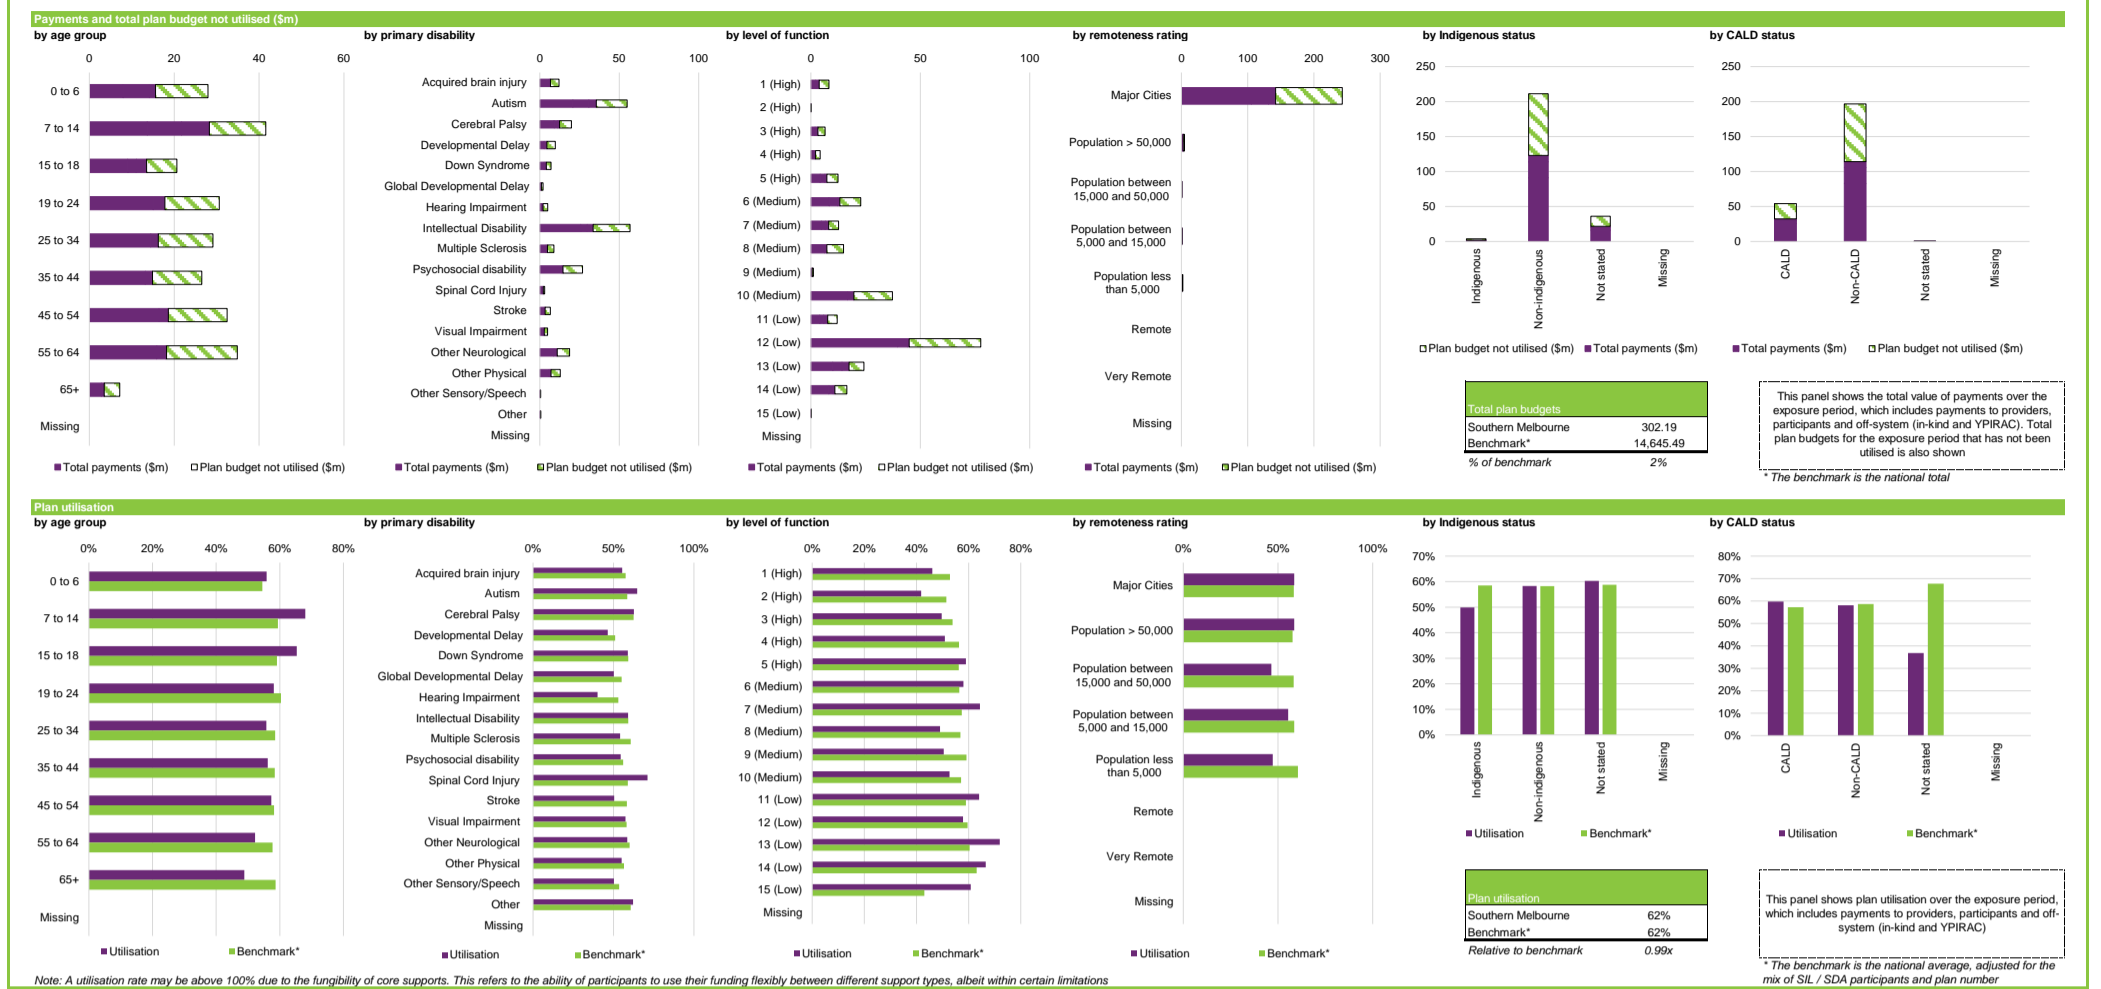 Payments and total plan budget not utilised ($m)
by age group
0 20 40 60
0 to 6
7 to 14
15 to 18
19 to 24
25 to 34
35 to 44
45 to 54
55 to 64
65+
Missing
Total payments ($m) Plan budget not utilised ($m)
by primary disability
0 50 100
Acquired brain injury
Autism
Cerebral Palsy
Developmental Delay
Down Syndrome
Global Developmental Delay
Hearing Impairment
Intellectual Disability
Multiple Sclerosis
Psychosocial disability
Spinal Cord Injury
Stroke
Visual Impairment
Other Neurological
Other Physical
Other Sensory/Speech
Other
Missing
Total payments ($m) Plan budget not utilised ($m)
by level of function
0 50 100
1 (High)
2 (High)
3 (High)
4 (High)
5 (High)
6 (Medium)
7 (Medium)
8 (Medium)
9 (Medium)
10 (Medium)
11 (Low)
12 (Low)
13 (Low)
14 (Low)
15 (Low)
Missing
Total payments ($m) Plan budget not utilised ($m)
by remoteness rating
0 100 200 300
Major Cities
Population > 50,000
Population between
15,000 and 50,000
Population between
5,000 and 15,000
Population less
than 5,000
Remote
Very Remote
Missing
Total payments ($m) Plan budget not utilised ($m)
by Indigenous status
250
200
150
100
50
0
Indigenous
Non-indigenous
Not stated
Missing
Plan budget not utilised ($m) Total payments ($m)
by CALD status
250
200
150
100
50
0
CALD
Non-CALD
Not stated
Missing
Total payments ($m) Plan budget not utilised ($m)
Total plan budgets
Southern Melbourne 302.19
Benchmark* 14,645.49
% of benchmark 2%
This panel shows the total value of payments over the
exposure period, which includes payments to providers,
participants and off-system (in-kind and YPIRAC). Total
plan budgets for the exposure period that has not been
utilised is also shown
* The benchmark is the national total
Plan utilisation
by age group
0% 20% 40% 60% 80%
0 to 6
7 to 14
15 to 18
19 to 24
25 to 34
35 to 44
45 to 54
55 to 64
65+
Missing
Utilisation Benchmark*
by primary disability
0% 50% 100%
Acquired brain injury
Autism
Cerebral Palsy
Developmental Delay
Down Syndrome
Global Developmental Delay
Hearing Impairment
Intellectual Disability
Multiple Sclerosis
Psychosocial disability
Spinal Cord Injury
Stroke
Visual Impairment
Other Neurological
Other Physical
Other Sensory/Speech
Other
Missing
Utilisation Benchmark*
by level of function
0% 20% 40% 60% 80%
1 (High)
2 (High)
3 (High)
4 (High)
5 (High)
6 (Medium)
7 (Medium)
8 (Medium)
9 (Medium)
10 (Medium)
11 (Low)
12 (Low)
13 (Low)
14 (Low)
15 (Low)
Missing
Utilisation Benchmark*
by remoteness rating
0% 50% 100%
Major Cities
Population > 50,000
Population between
15,000 and 50,000
Population between
5,000 and 15,000
Population less
than 5,000
Remote
Very Remote
Missing
Utilisation Benchmark*
by Indigenous status
70%
60%
50%
40%
30%
20%
10%
0%
Indigenous
Non-indigenous
Not stated
Missing
Utilisation Benchmark*
by CALD status
80%
70%
60%
50%
40%
30%
20%
10%
0%
CALD
Non-CALD
Not stated
Missing
Utilisation Benchmark*
Plan utilisation
Southern Melbourne 62%
Benchmark* 62%
Relative to benchmark 0.99x
This panel shows plan utilisation over the exposure period,
which includes payments to providers, participants and off-
system (in-kind and YPIRAC)
* The benchmark is the national average, adjusted for the
mix of SIL / SDA participants and plan number
Note: A utilisation rate may be above 100% due to the fungibility of core supports. This refers to the ability of participants to use their funding flexibly between different support types, albeit within certain limitations